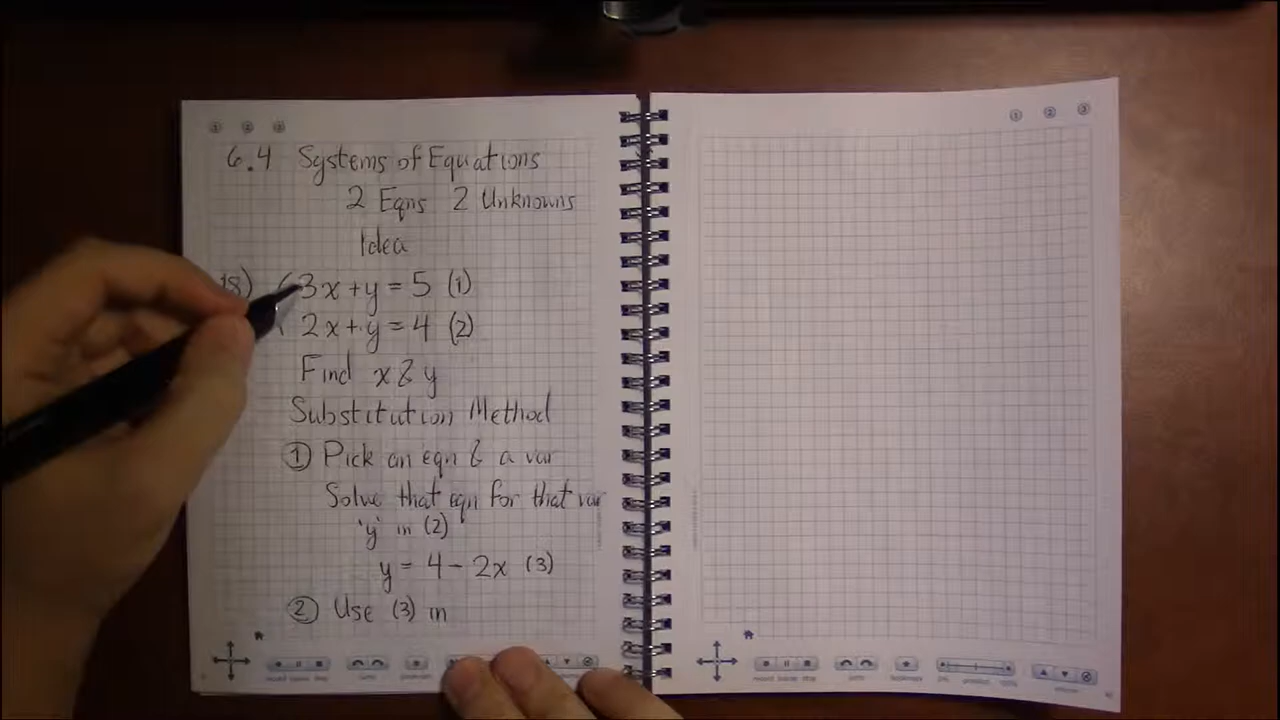 6.4 Systems of Equations
2 Eqns 2 Unknowns
Idea
18) 3x + y = 5 (1)
2x + y = 4 (2)
Find x & y
Substitution Method
① Pick an eqn & a var
Solve that eqn for that var
'y' in (2)
y = 4 - 2x (3)
② Use (3) in